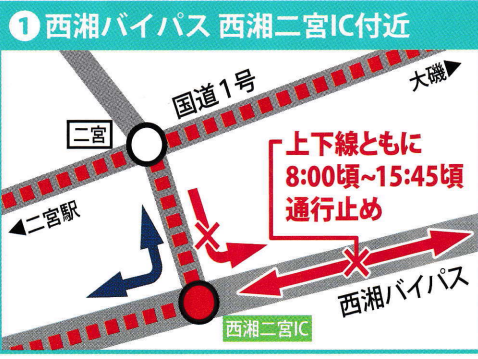 ❶西湘バイパス 西湘二宮IC付近
国道1号
大磯▶
二宮
上下線ともに
8:00頃~15:45頃
通行止め
◀二宮駅
西湘バイパス
西湘二宮IC